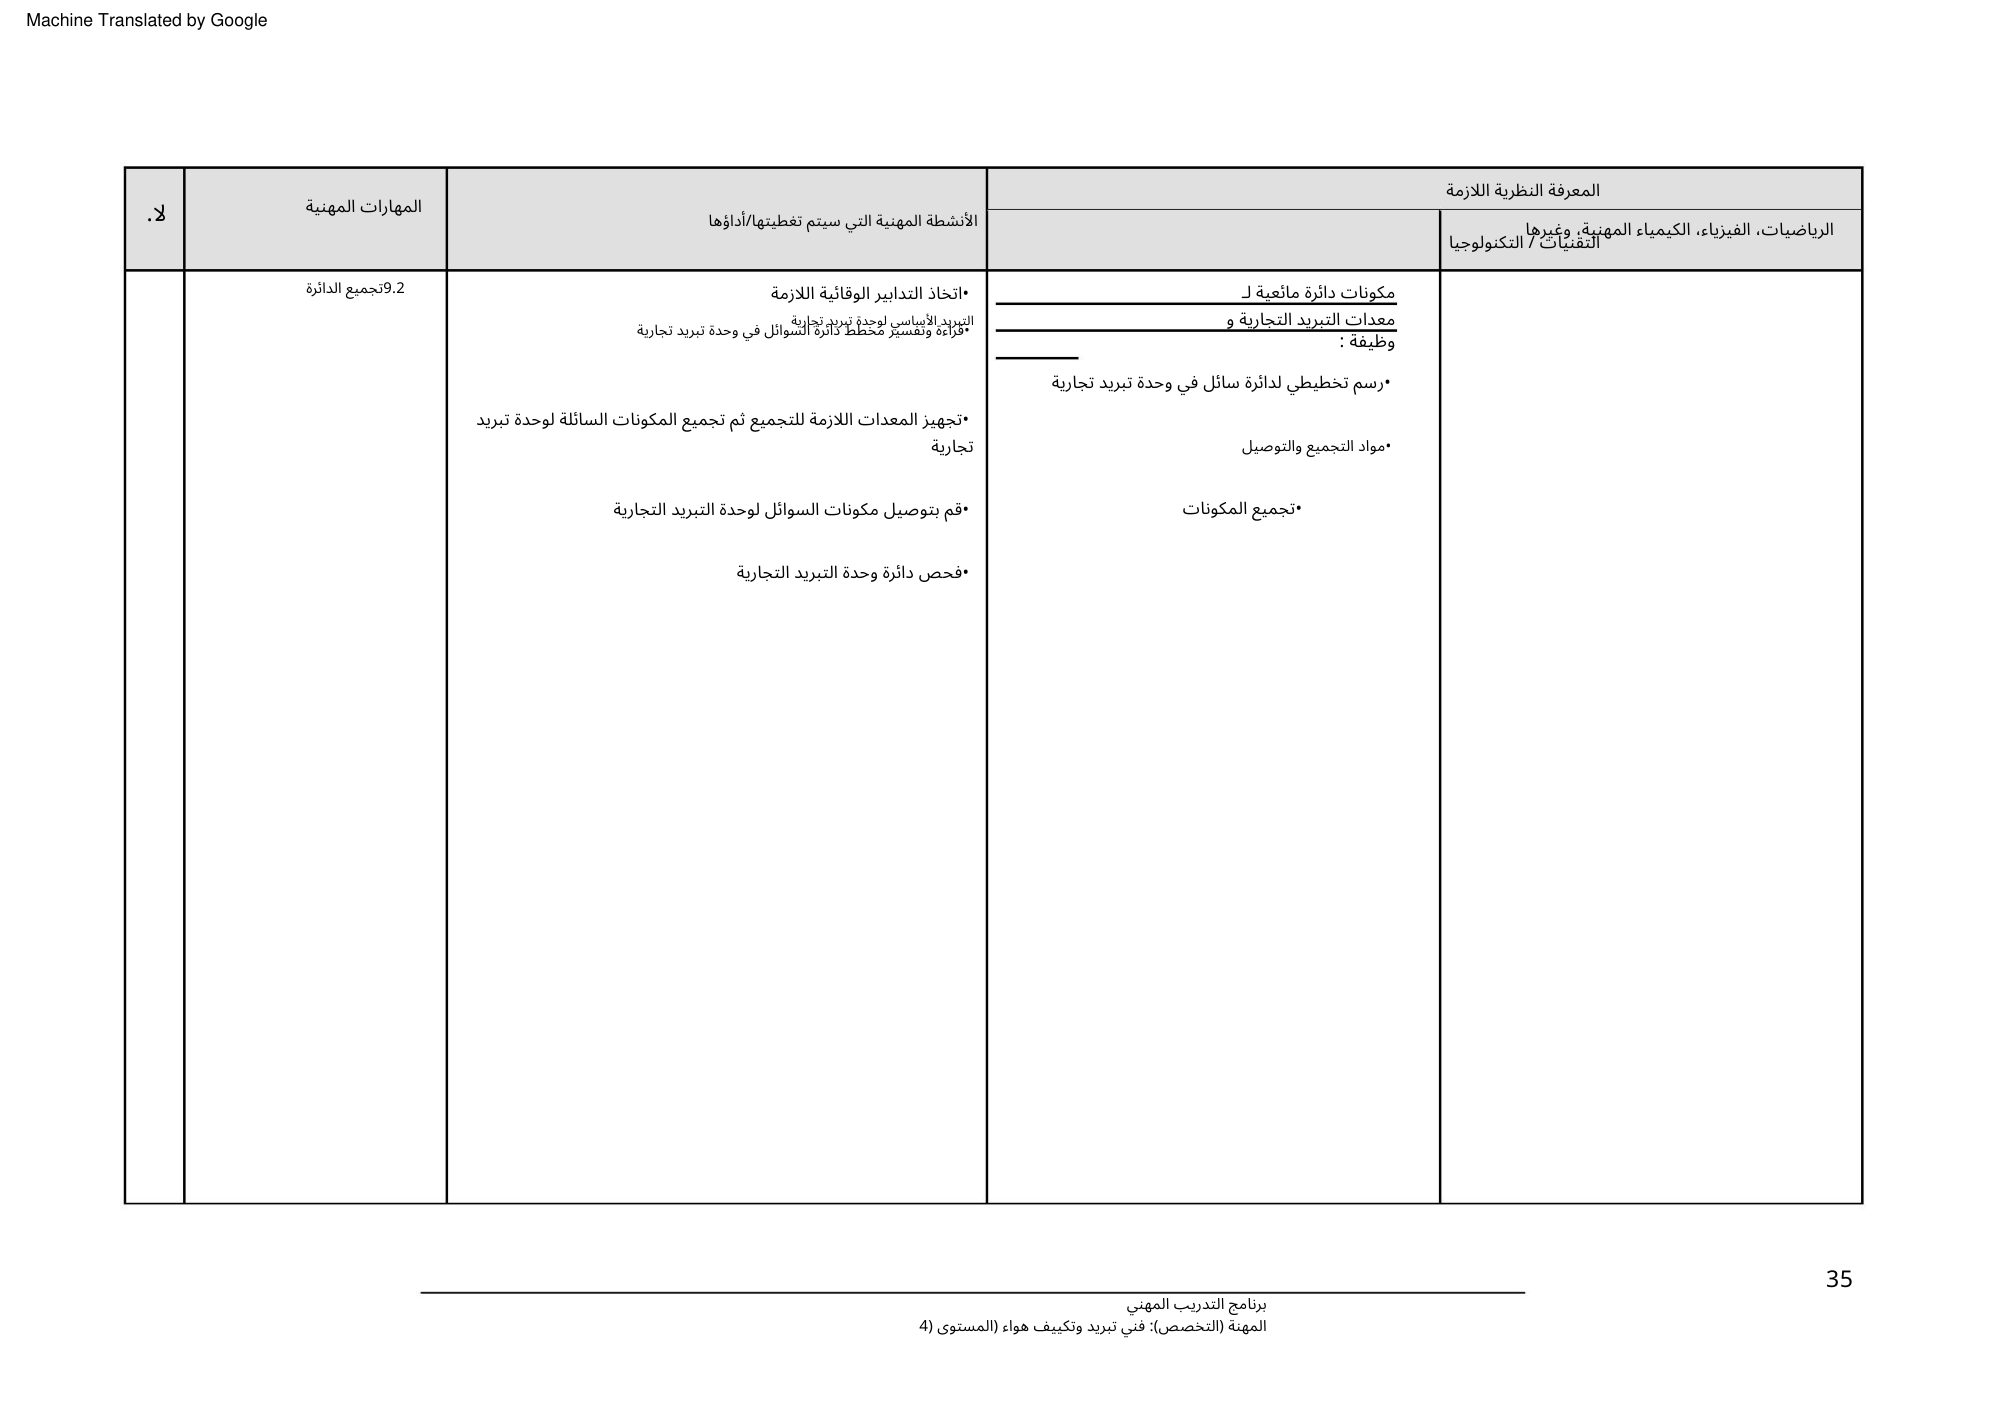 Machine Translated by Google
لا.
المهارات المهنية
الأنشطة المهنية التي سيتم تغطيتها/أداؤها
المعرفة النظرية اللازمة
التقنيات / التكنولوجيا
الرياضيات، الفيزياء، الكيمياء المهنية، وغيرها
9.2تجميع الدائرة
•اتخاذ التدابير الوقائية اللازمة
التبريد الأساسي لوحدة تبريد تجارية
•قراءة وتفسير مخطط دائرة السوائل في وحدة تبريد تجارية
•تجهيز المعدات اللازمة للتجميع ثم تجميع المكونات السائلة لوحدة تبريد
تجارية
•قم بتوصيل مكونات السوائل لوحدة التبريد التجارية
•فحص دائرة وحدة التبريد التجارية
مكونات دائرة مائعية لـ
معدات التبريد التجارية و
وظيفة :
•رسم تخطيطي لدائرة سائل في وحدة تبريد تجارية
•مواد التجميع والتوصيل
•تجميع المكونات
35
برنامج التدريب المهني
المهنة (التخصص): فني تبريد وتكييف هواء (المستوى 4)